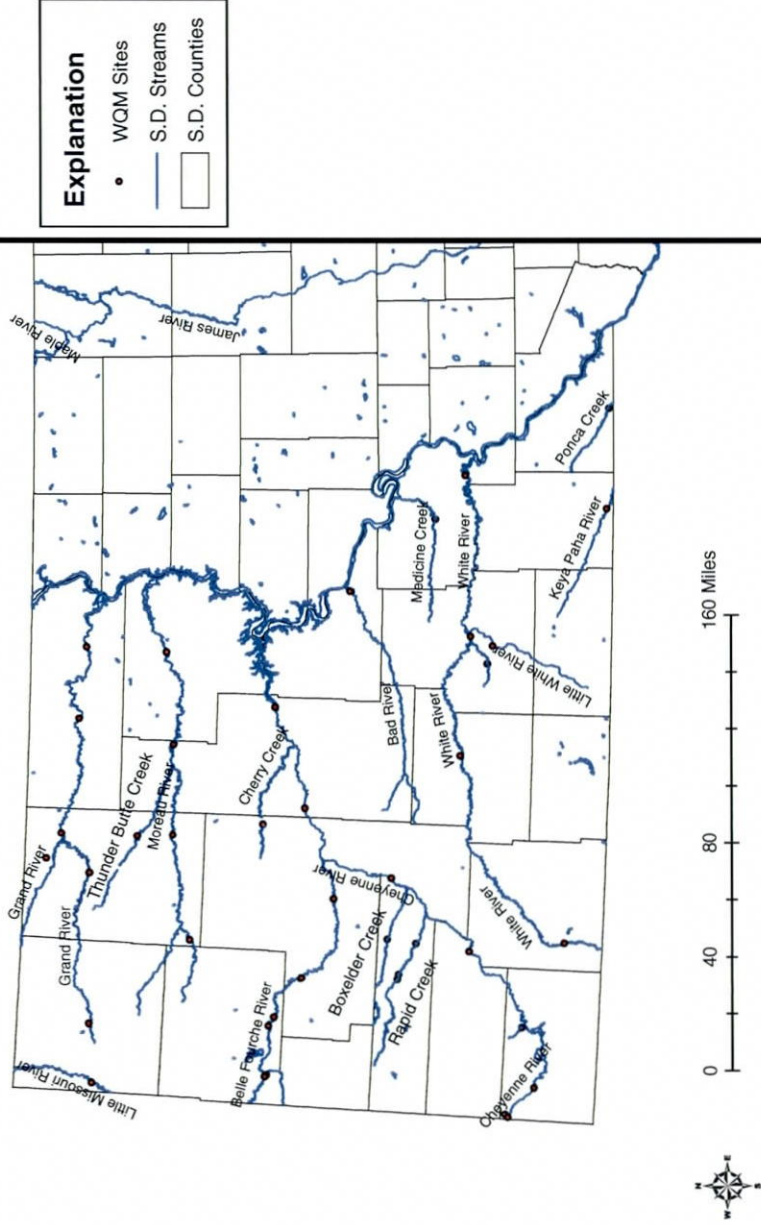 Explanation
WQM Sites
S.D. Streams
S.D. Counties
Maple River
James River
Grand River
Grand River
Thunder Butte Creek
Moreau River
Little Missouri River
Cherry Creek
Belle Fourche River
Cheyenne River
Boxelder Creek
Rapid Creek
Cheyenne River
Bad River
Medicine Creek
White River
White River
White River
Little White River
Keya Paha River
Ponca Creek
N
W
E
S
0
40
80
160 Miles